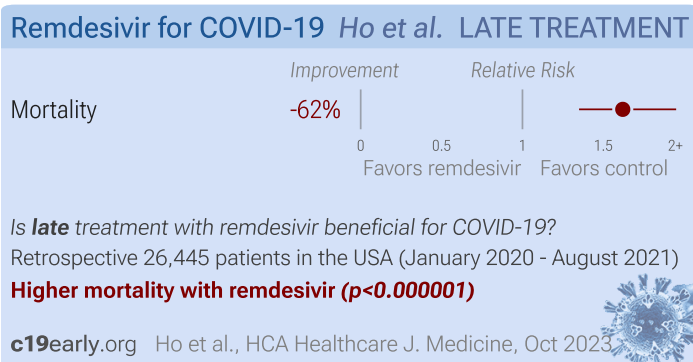 Remdesivir for COVID-19 Ho et al. LATE TREATMENT
Improvement Relative Risk
Mortality -62%
0 0.5 1 1.5 2+
Favors remdesivir Favors control
Is late treatment with remdesivir beneficial for COVID-19?
Retrospective 26,445 patients in the USA (January 2020 - August 2021)
Higher mortality with remdesivir (p<0.000001)
c19early.org Ho et al., HCA Healthcare J. Medicine, Oct 2023